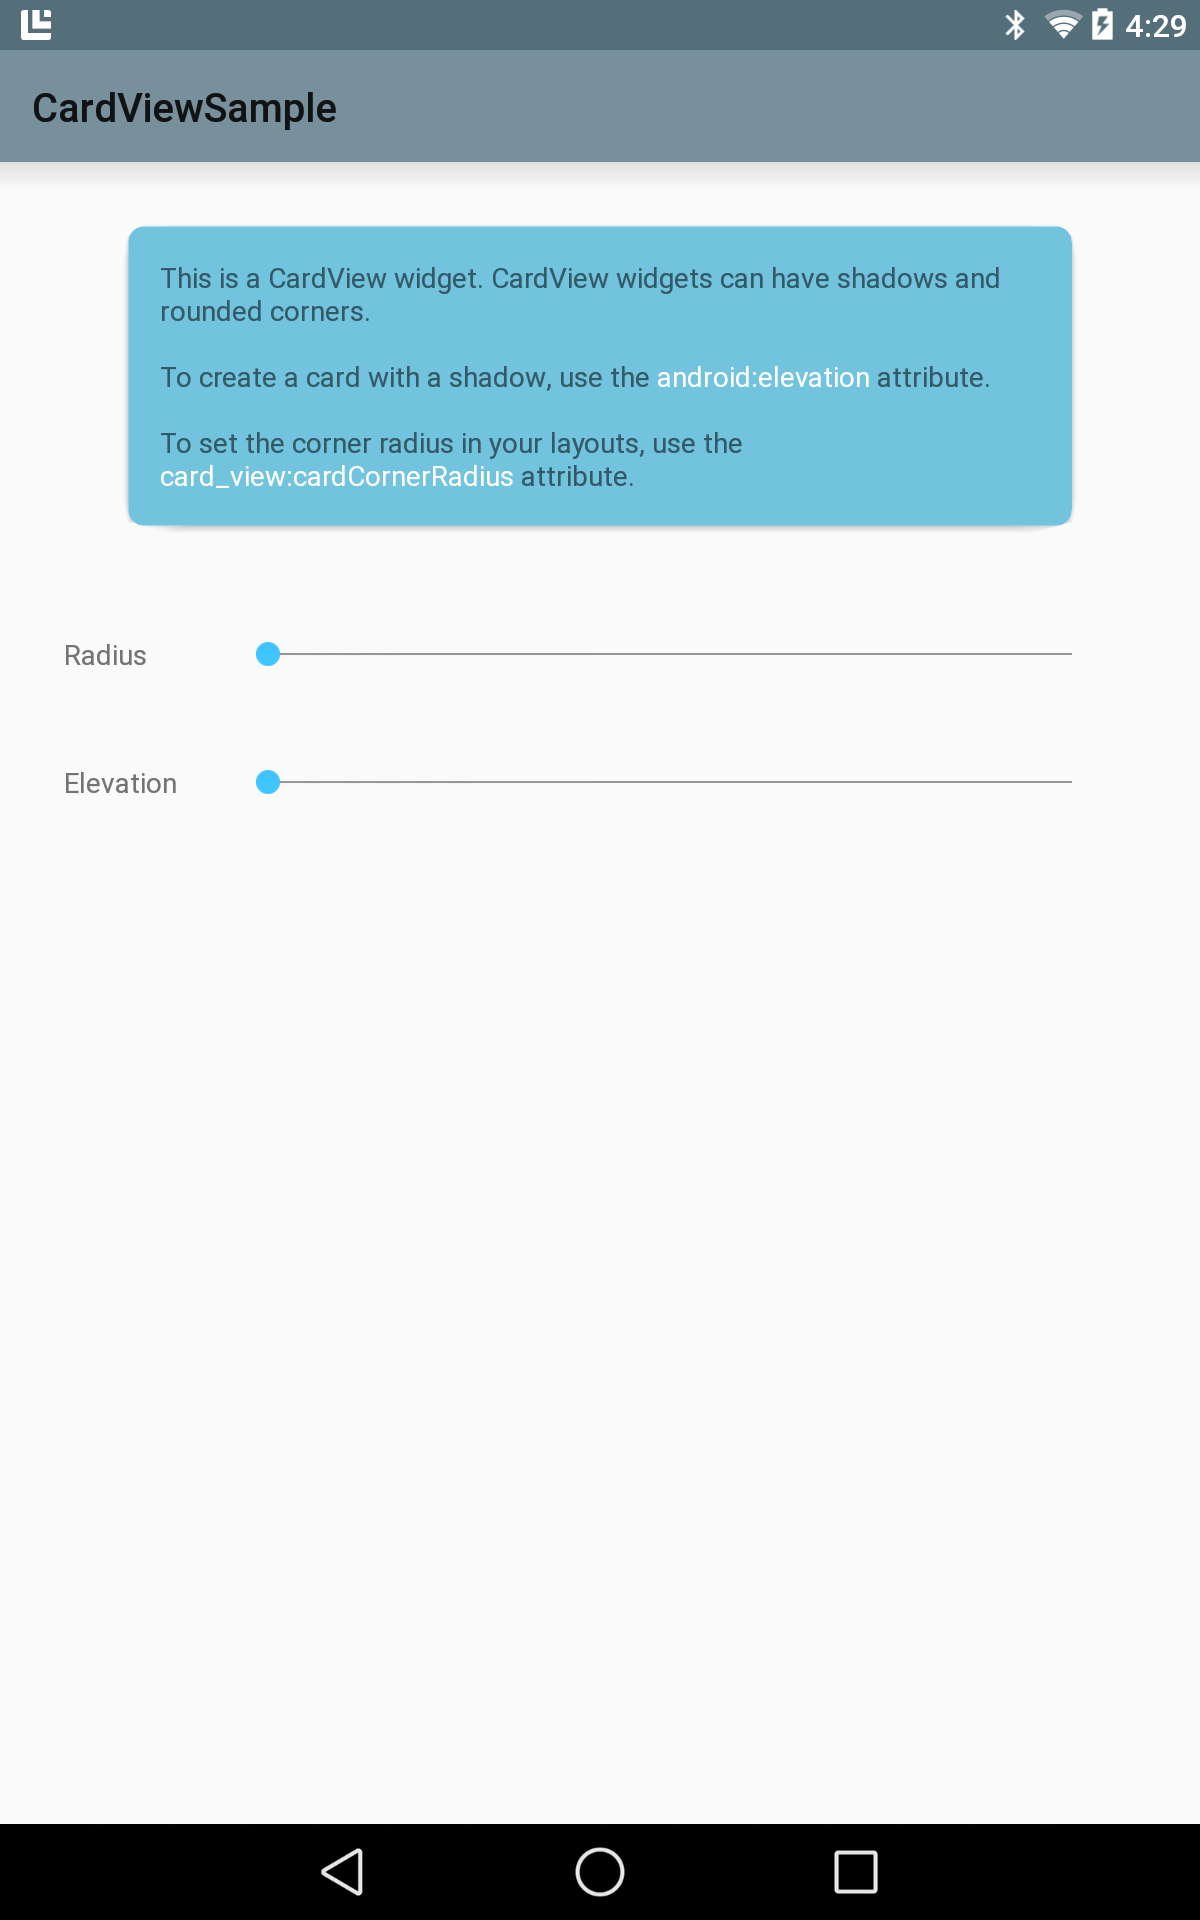 4:29
CardViewSample
This is a CardView widget. CardView widgets can have shadows and
rounded corners.
To create a card with a shadow, use the android:elevation attribute.
To set the corner radius in your layouts, use the
card_view:cardCornerRadius attribute.
Radius
Elevation